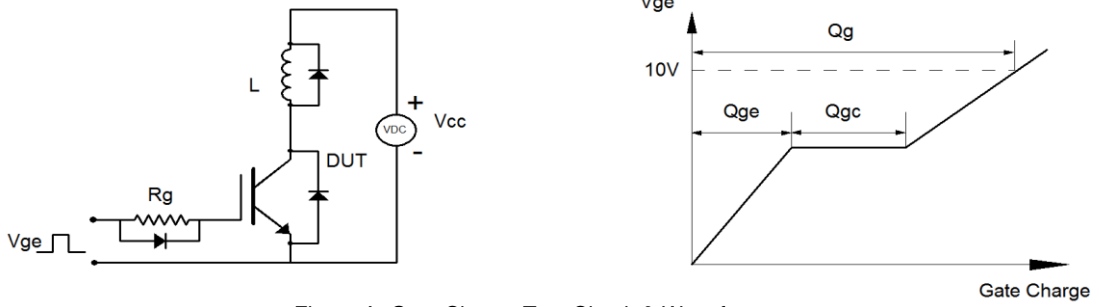 L
VDC
+
-
Vcc
DUT
Rg
Vge
Vge
Qg
10V
Qge
Qgc
Gate Charge